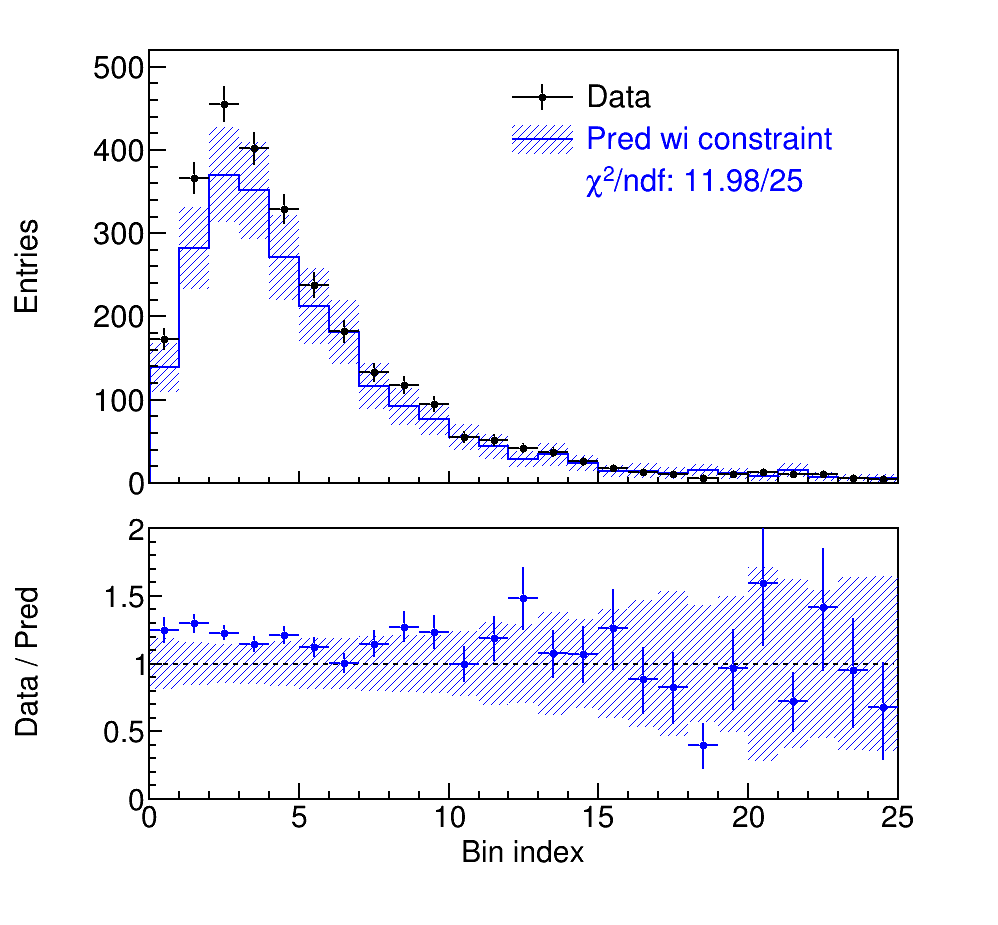 500
400
300
200
100
0
Entries
Data
Pred wi constraint
χ²/ndf: 11.98/25
2
1.5
1
0.5
0
Data / Pred
0 5 10 15 20 25
Bin index